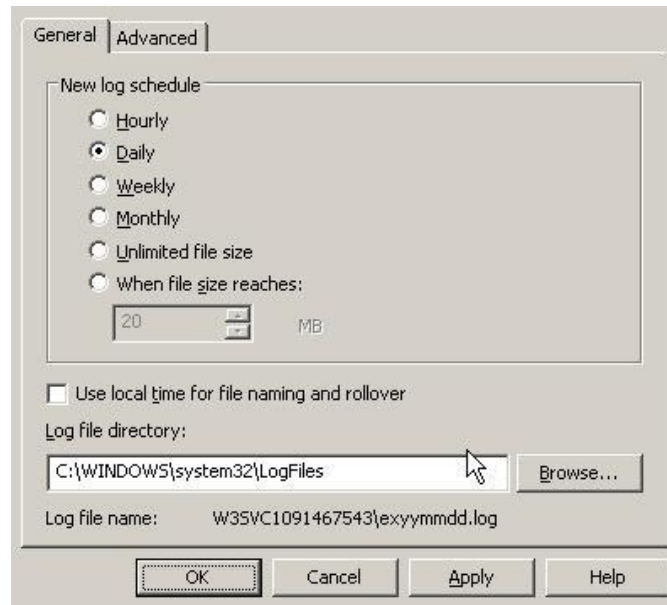 General Advanced
New log schedule
Hourly
Daily
Weekly
Monthly
Unlimited file size
When file size reaches:
20 MB
Use local time for file naming and rollover
Log file directory:
C:\WINDOWS\system32\LogFiles Browse...
Log file name: W3SVC1091467543\exyymmdd.log
OK Cancel Apply Help